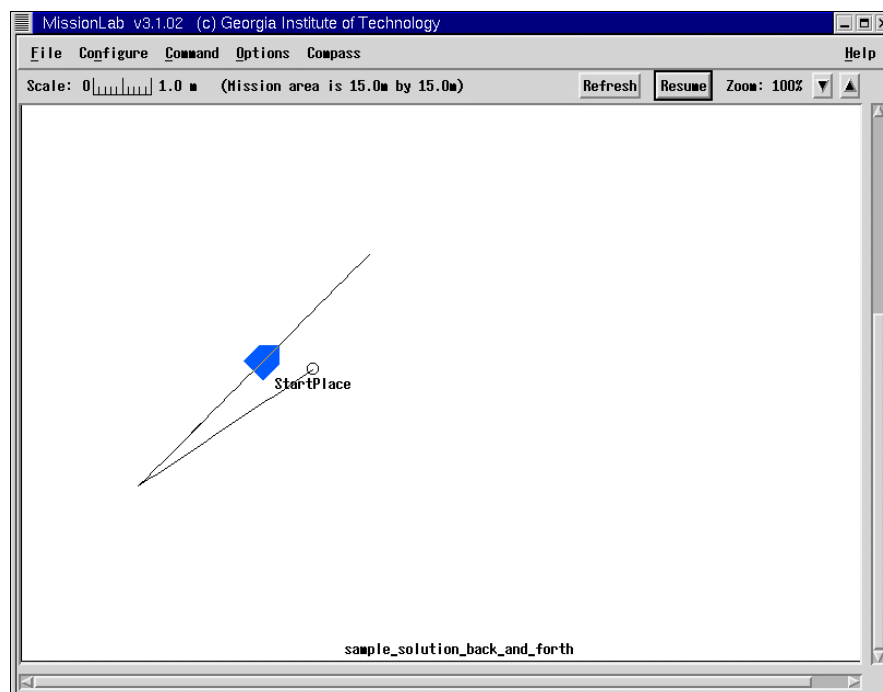 MissionLab v3.1.02 (c) Georgia Institute of Technology
File Configure Command Options Compass Help
Scale: 0 1.0 m (Mission area is 15.0m by 15.0m) Refresh Resume Zoom: 100%
StartPlace
sample_solution_back_and_forth